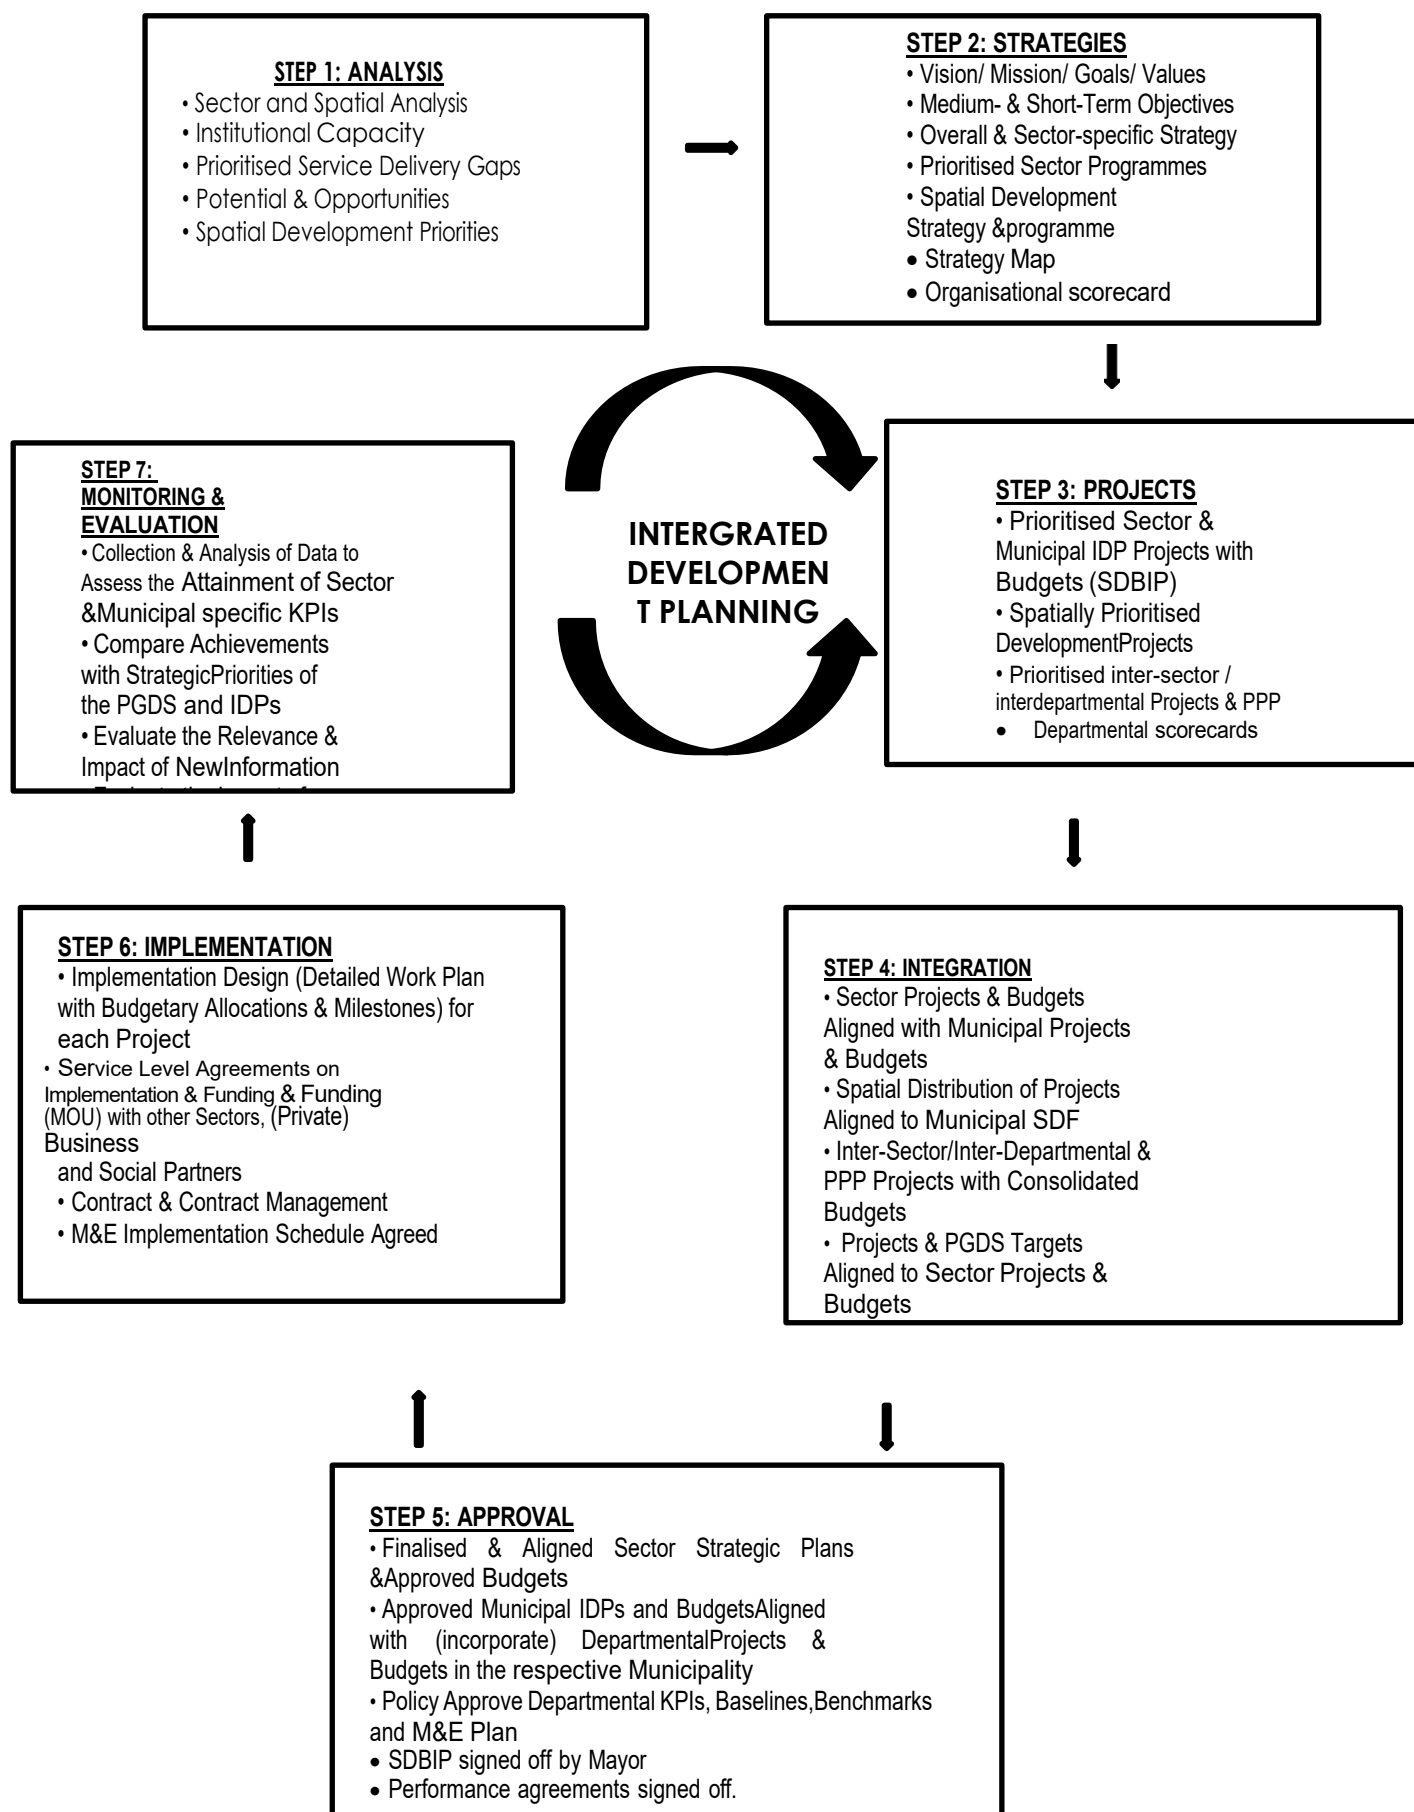 STEP 1: ANALYSIS
• Sector and Spatial Analysis
• Institutional Capacity
• Prioritised Service Delivery Gaps
• Potential & Opportunities
• Spatial Development Priorities
STEP 2: STRATEGIES
• Vision/ Mission/ Goals/ Values
• Medium- & Short-Term Objectives
• Overall & Sector-specific Strategy
• Prioritised Sector Programmes
• Spatial Development
Strategy &programme
• Strategy Map
• Organisational scorecard
INTERGRATED
DEVELOPMEN
T PLANNING
STEP 3: PROJECTS
• Prioritised Sector &
Municipal IDP Projects with
Budgets (SDBIP)
• Spatially Prioritised
DevelopmentProjects
• Prioritised inter-sector /
interdepartmental Projects & PPP
• Departmental scorecards
STEP 4: INTEGRATION
• Sector Projects & Budgets
Aligned with Municipal Projects
& Budgets
• Spatial Distribution of Projects
Aligned to Municipal SDF
• Inter-Sector/Inter-Departmental &
PPP Projects with Consolidated
Budgets
• Projects & PGDS Targets
Aligned to Sector Projects &
Budgets
STEP 5: APPROVAL
• Finalised & Aligned Sector Strategic Plans
&Approved Budgets
• Approved Municipal IDPs and BudgetsAligned
with (incorporate) DepartmentalProjects &
Budgets in the respective Municipality
• Policy Approve Departmental KPIs, Baselines,Benchmarks
and M&E Plan
• SDBIP signed off by Mayor
• Performance agreements signed off.
STEP 6: IMPLEMENTATION
• Implementation Design (Detailed Work Plan
with Budgetary Allocations & Milestones) for
each Project
• Service Level Agreements on
Implementation & Funding & Funding
(MOU) with other Sectors, (Private)
Business
and Social Partners
• Contract & Contract Management
• M&E Implementation Schedule Agreed
STEP 7:
MONITORING &
EVALUATION
• Collection & Analysis of Data to
Assess the Attainment of Sector
&Municipal specific KPIs
• Compare Achievements
with StrategicPriorities of
the PGDS and IDPs
• Evaluate the Relevance &
Impact of NewInformation